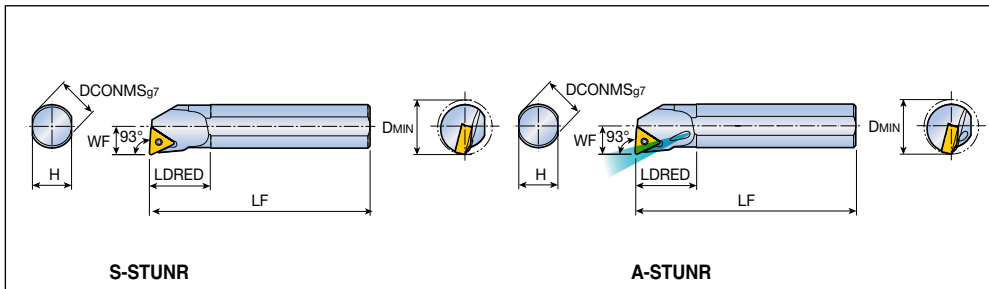 DCONMSg7
WF
93°
H
LDRED
LF
DMIN
S-STUNR
DCONMSg7
WF
93°
H
LDRED
LF
DMIN
A-STUNR